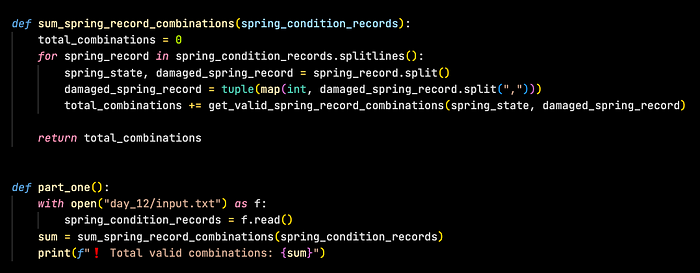 def sum_spring_record_combinations(spring_condition_records):
    total_combinations = 0
    for spring_record in spring_condition_records.splitlines():
        spring_state, damaged_spring_record = spring_record.split()
        damaged_spring_record = tuple(map(int, damaged_spring_record.split(",")))
        total_combinations += get_valid_spring_record_combinations(spring_state, damaged_spring_record)
    return total_combinations
def part_one():
    with open("day_12/input.txt") as f:
        spring_condition_records = f.read()
    sum = sum_spring_record_combinations(spring_condition_records)
    print(f"❗ Total valid combinations: {sum}")